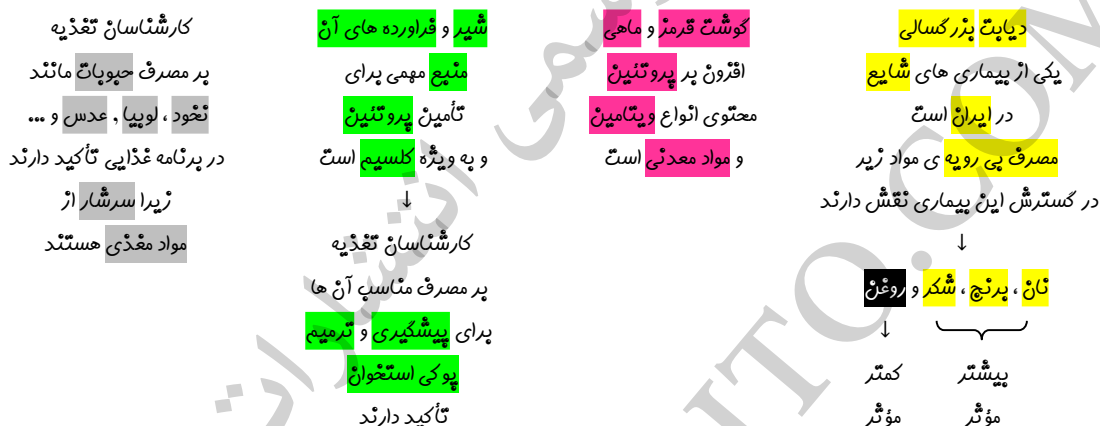 دیابت بزرگسالی
یکی از بیماری های شایع
در ایران است
مصرف بی رویه ی مواد زیر
در گسترش این بیماری نقش دارند
↓
نان ، برنج ، شکر و روغن
↓
بیشتر کمتر
مؤثر مؤثر
گوشت قرمز و ماهی
افزون بر پروتئین
محتوی انواع ویتامین
و مواد معدنی است
شیر و فراورده های آن
منبع مهمی برای
تأمین پروتئین
و به ویژه کلسیم است
↓
کارشناسان تغذیه
بر مصرف مناسب آن ها
برای پیشگیری و ترمیم
پوکی استخوان
تأکید دارند
کارشناسان تغذیه
بر مصرف حبوبات مانند
نخود ، لوبیا , عدس و ...
در برنامه غذایی تأکید دارند
زیرا سرشار از
مواد مغذی هستند
ITO.COM